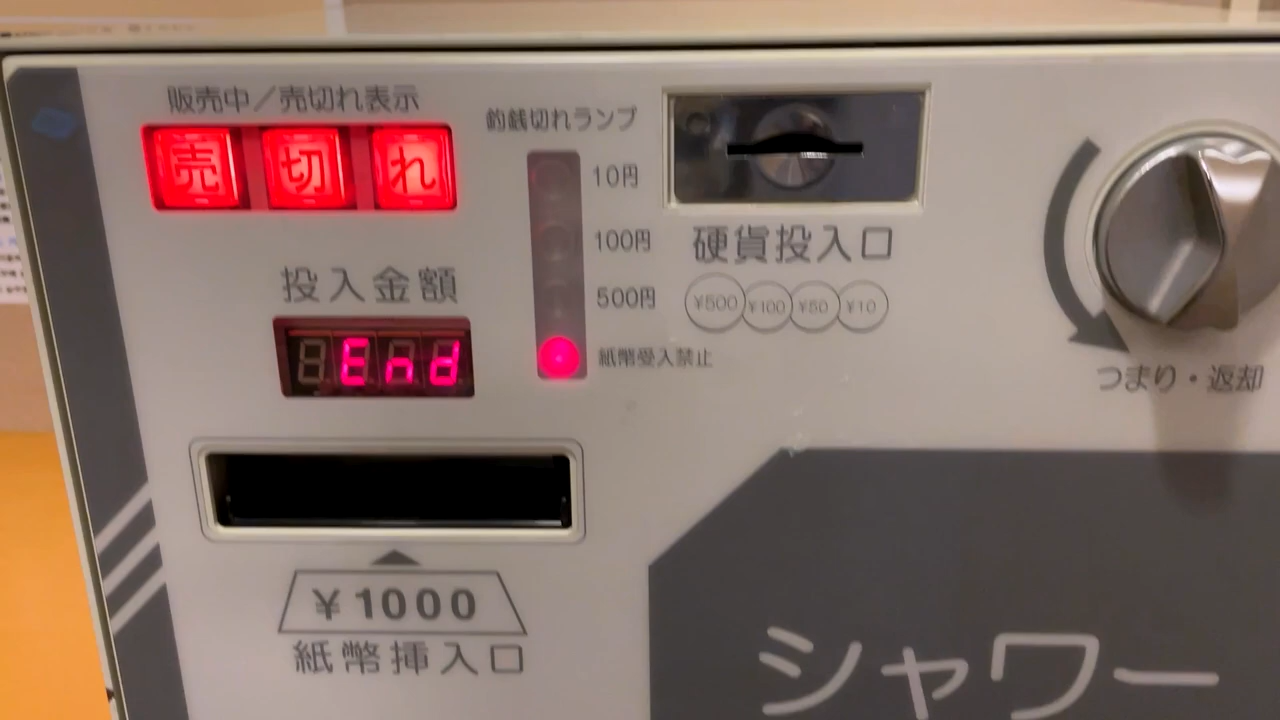 販売中／売切れ表示
売切れ
釣銭切れランプ
10円
100円
500円
紙幣受入禁止
硬貨投入口
¥500 ¥100 ¥50 ¥10
投入金額
End
つまり・返却
¥1000
紙幣挿入口
シャワー